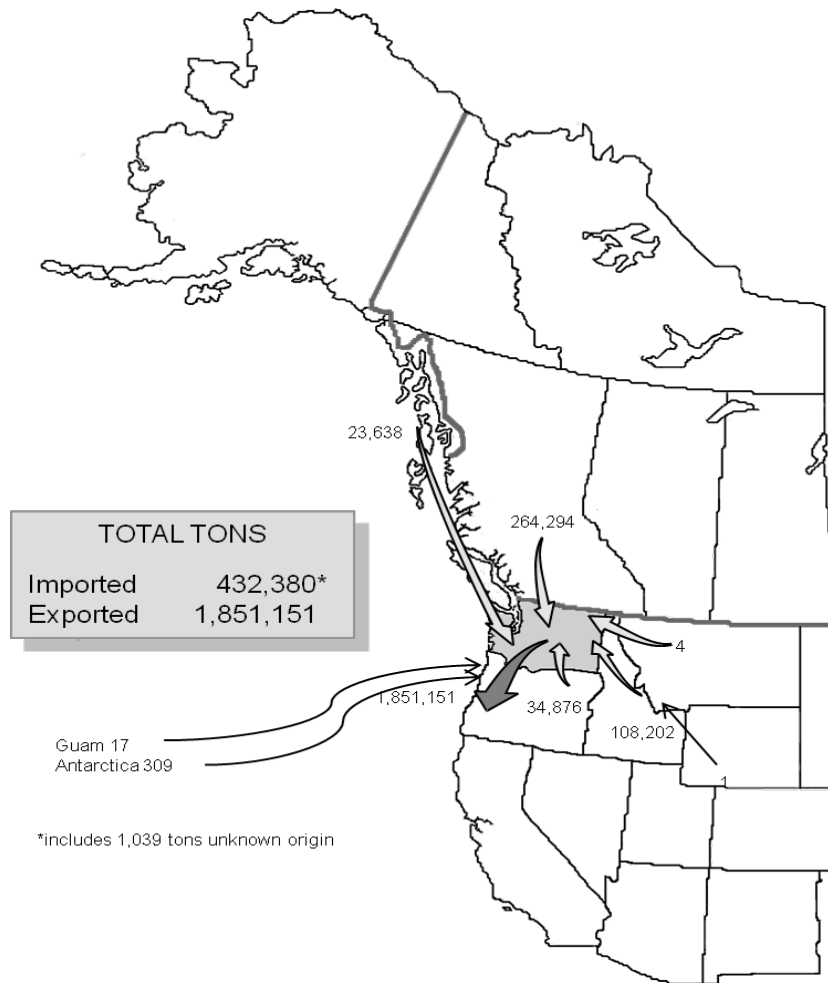 23,638
264,294
TOTAL TONS
Imported 432,380*
Exported 1,851,151
4
1,851,151
34,876
108,202
1
Guam 17
Antarctica 309
*includes 1,039 tons unknown origin